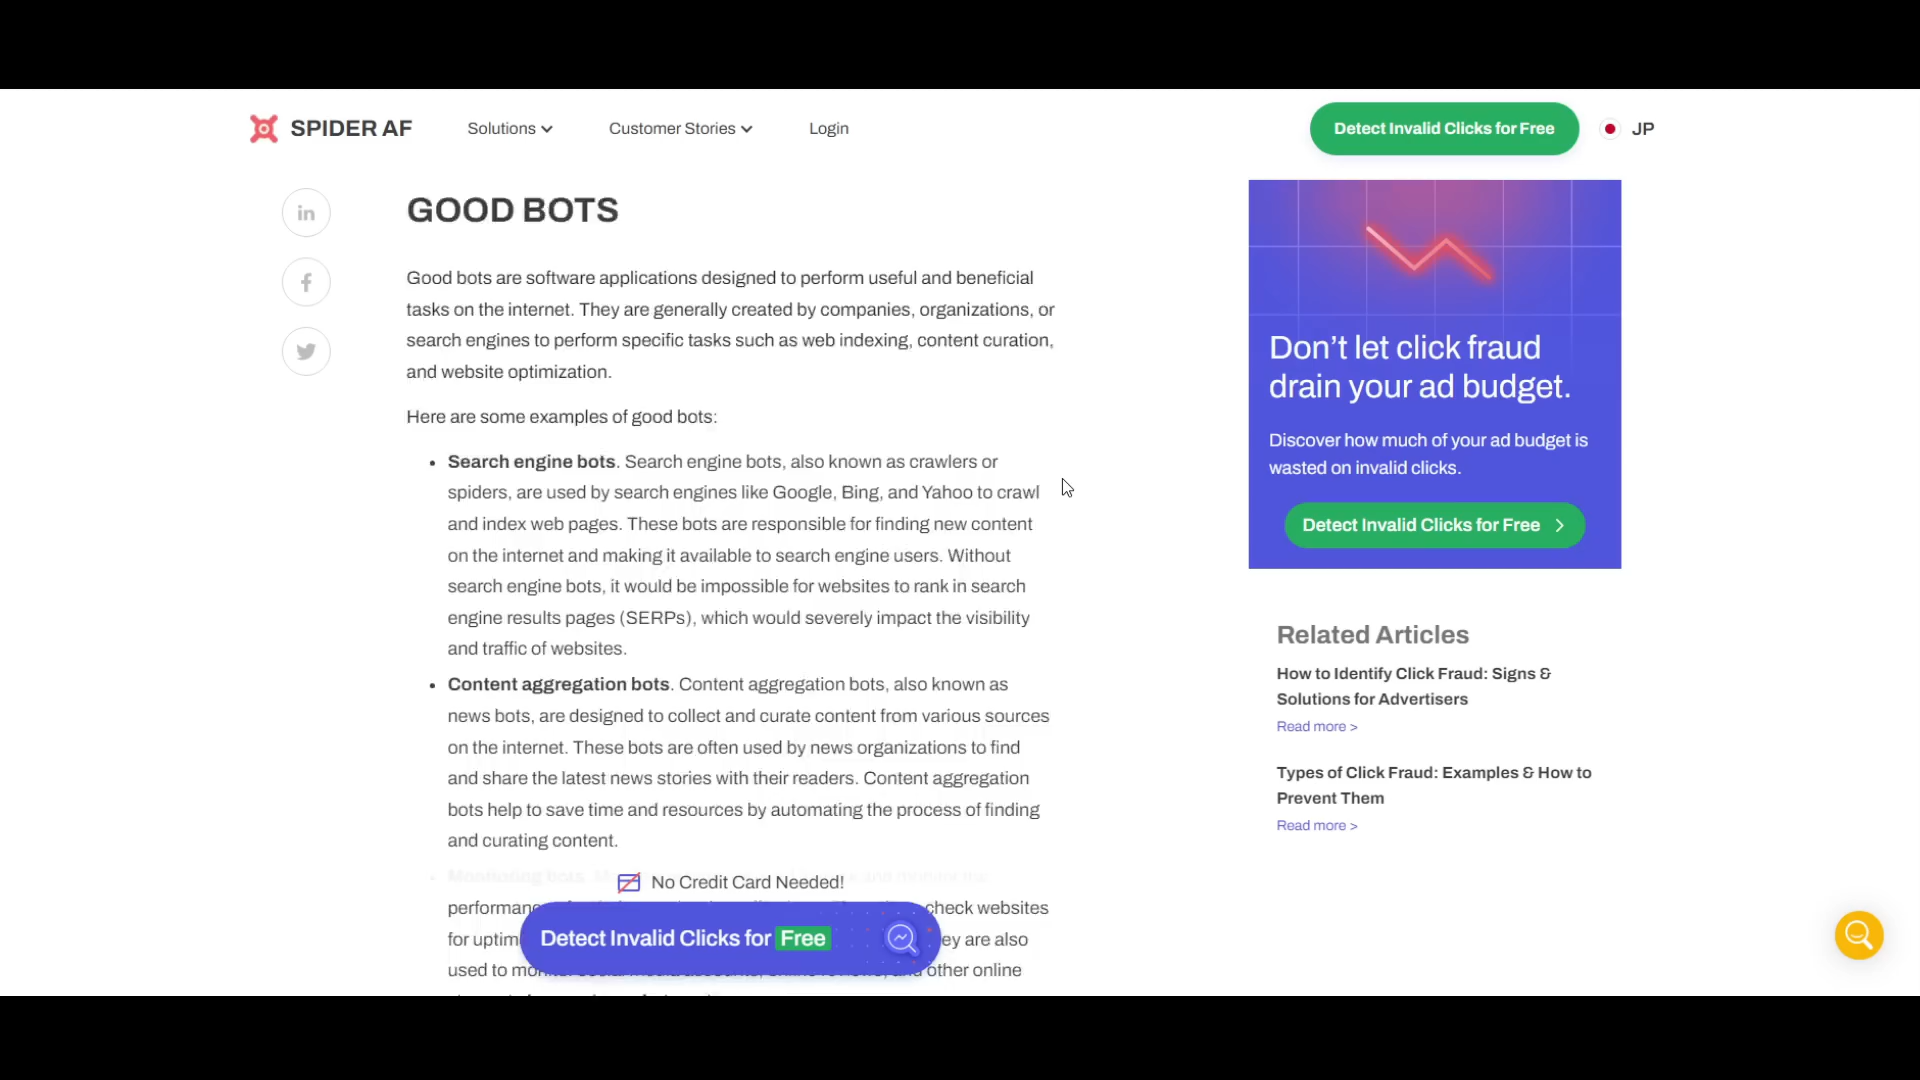 SPIDER AF
Solutions
Customer Stories
Login
Detect Invalid Clicks for Free
JP
GOOD BOTS
Good bots are software applications designed to perform useful and beneficial
tasks on the internet. They are generally created by companies, organizations, or
search engines to perform specific tasks such as web indexing, content curation,
and website optimization.
Here are some examples of good bots:
• Search engine bots. Search engine bots, also known as crawlers or
spiders, are used by search engines like Google, Bing, and Yahoo to crawl
and index web pages. These bots are responsible for finding new content
on the internet and making it available to search engine users. Without
search engine bots, it would be impossible for websites to rank in search
engine results pages (SERPs), which would severely impact the visibility
and traffic of websites.
• Content aggregation bots. Content aggregation bots, also known as
news bots, are designed to collect and curate content from various sources
on the internet. These bots are often used by news organizations to find
and share the latest news stories with their readers. Content aggregation
bots help to save time and resources by automating the process of finding
and curating content.
• Monitoring bots. and monitor the
check websites
for
are also
used to other online
No Credit Card Needed!
Detect Invalid Clicks for Free
Don't let click fraud
drain your ad budget.
Discover how much of your ad budget is
wasted on invalid clicks.
Detect Invalid Clicks for Free >
Related Articles
How to Identify Click Fraud: Signs &
Solutions for Advertisers
Read more >
Types of Click Fraud: Examples & How to
Prevent Them
Read more >